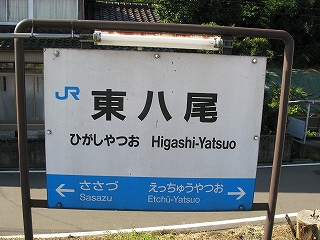 JR 東八尾
ひがしやつお Higashi-Yatsuo
← ささづ えっちゅうやつお →
Sasazu Etchū-Yatsuo